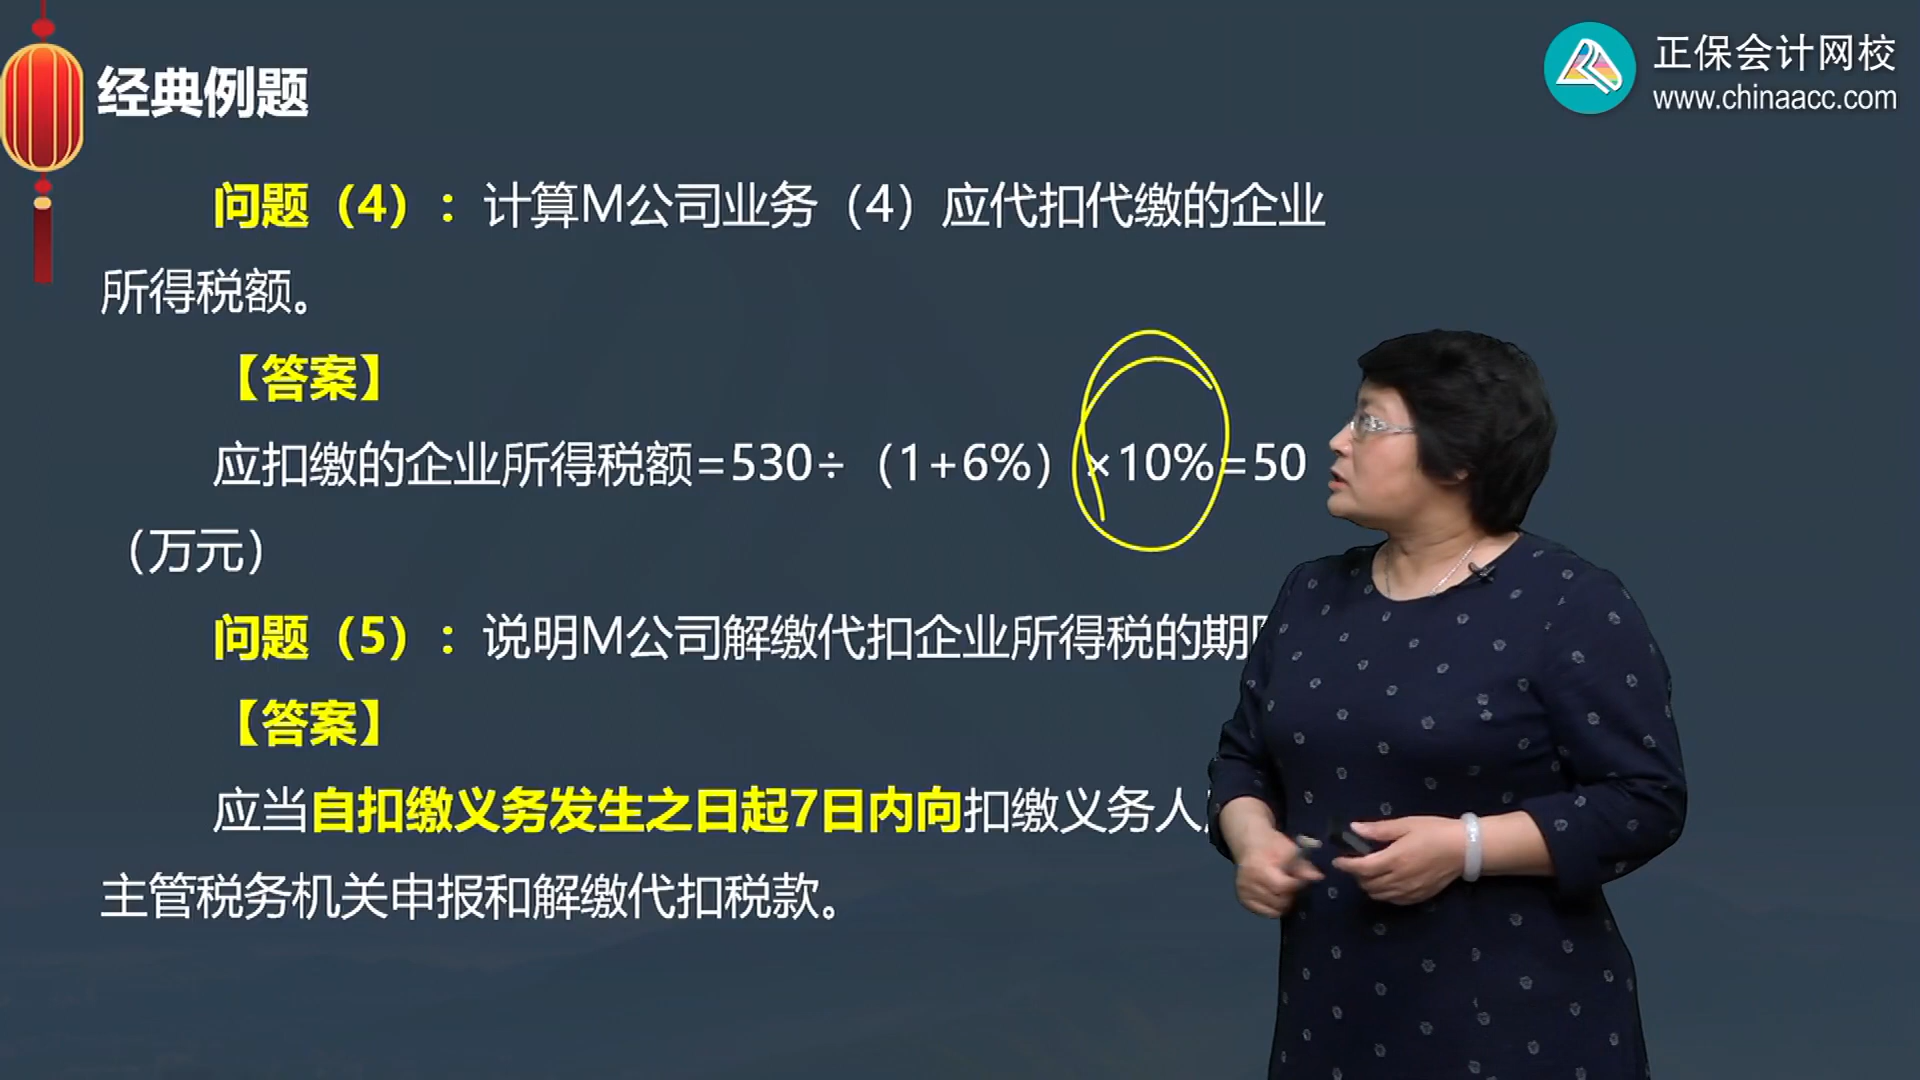 经典例题
正保会计网校
www.chinaacc.com
问题（4）：计算M公司业务（4）应代扣代缴的企业
所得税额。
【答案】
应扣缴的企业所得税额=530÷（1+6%）×10%=50
（万元）
问题（5）：说明M公司解缴代扣企业所得税的期
【答案】
应当自扣缴义务发生之日起7日内向扣缴义务人
主管税务机关申报和解缴代扣税款。